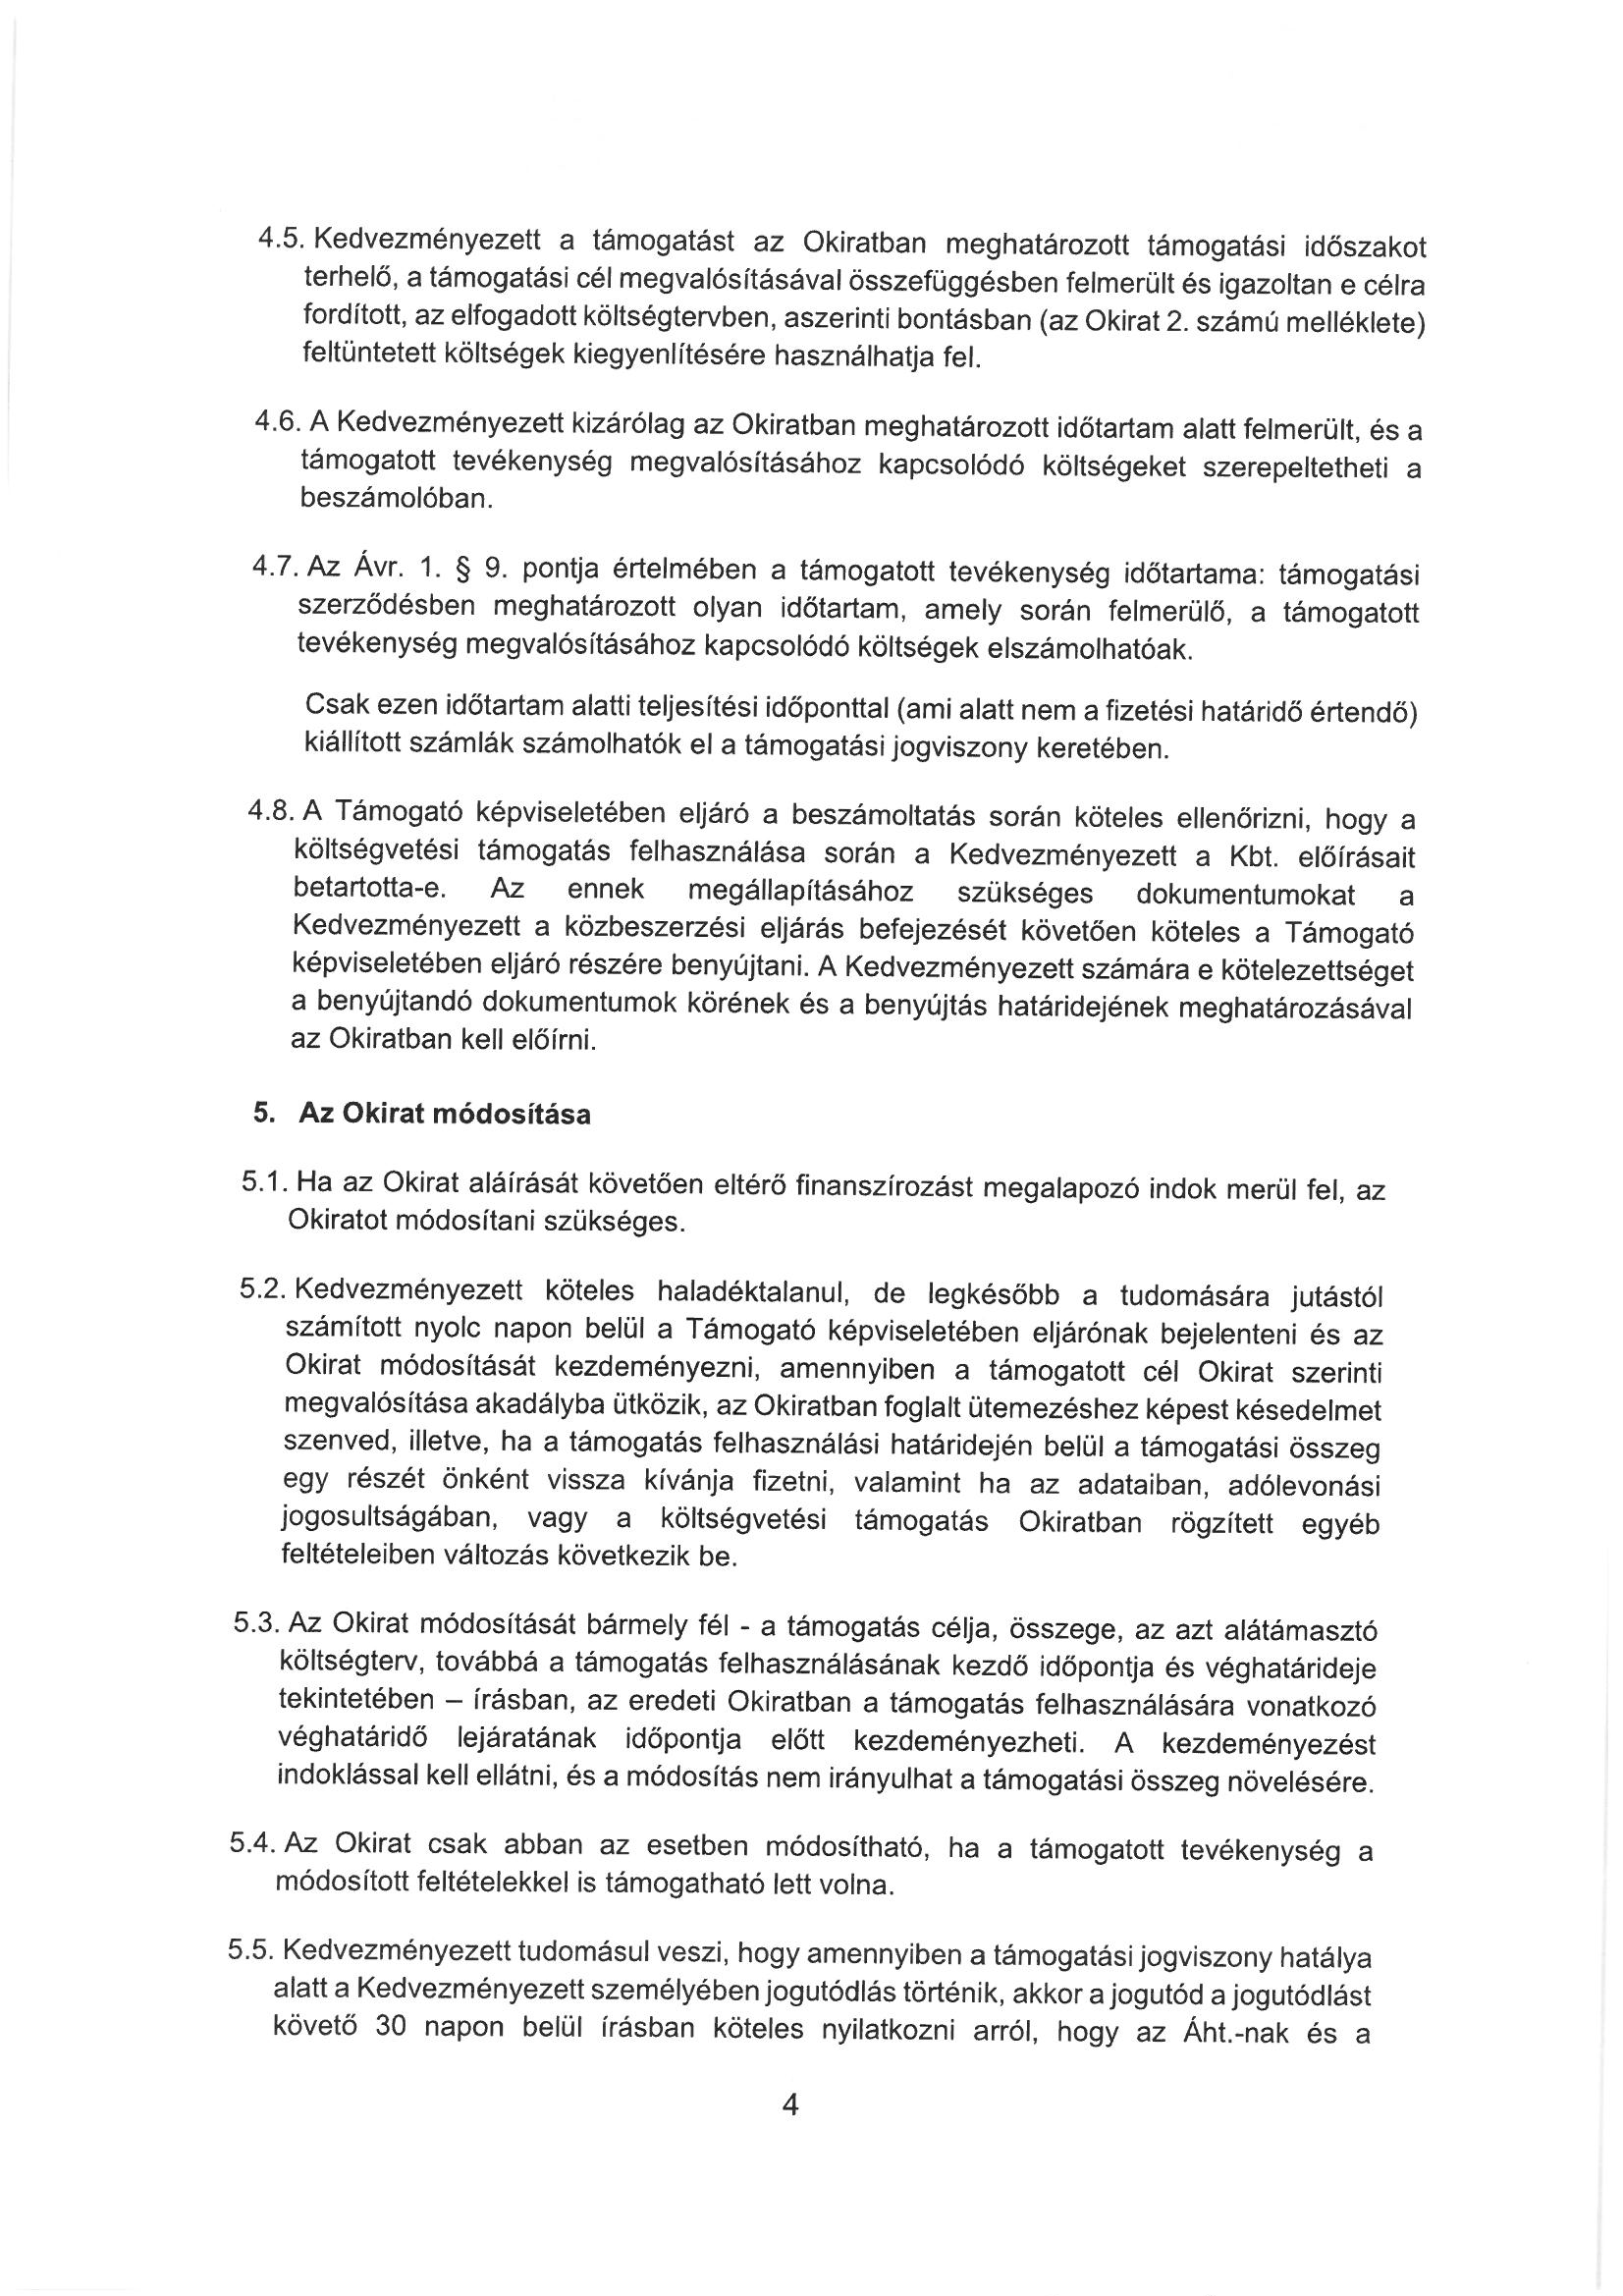 4.5. Kedvezményezett a támogatást az Okiratban meghatározott támogatási időszakot
terhelő, a támogatási cél megvalósításával összefüggésben felmerült és igazoltan e célra
fordított, az elfogadott költségtervben, aszerinti bontásban (az Okirat 2. számú melléklete)
feltüntetett költségek kiegyenlítésére használhatja fel.
4.6. A Kedvezményezett kizárólag az Okiratban meghatározott időtartam alatt felmerült, és a
támogatott tevékenység megvalósításához kapcsolódó költségeket szerepeltetheti a
beszámolóban.
4.7. Az Ávr. 1. § 9. pontja értelmében a támogatott tevékenység időtartama: támogatási
szerződésben meghatározott olyan időtartam, amely során felmerülő, a támogatott
tevékenység megvalósításához kapcsolódó költségek elszámolhatóak.
Csak ezen időtartam alatti teljesítési időponttal (ami alatt nem a fizetési határidő értendő)
kiállított számlák számolhatók el a támogatási jogviszony keretében.
4.8. A Támogató képviseletében eljáró a beszámoltatás során köteles ellenőrizni, hogy a
költségvetési támogatás felhasználása során a Kedvezményezett a Kbt. előírásait
betartotta-e. Az ennek megállapításához szükséges dokumentumokat a
Kedvezményezett a közbeszerzési eljárás befejezését követően köteles a Támogató
képviseletében eljáró részére benyújtani. A Kedvezményezett számára e kötelezettséget
a benyújtandó dokumentumok körének és a benyújtás határidejének meghatározásával
az Okiratban kell előírni.
5. Az Okirat módosítása
5.1. Ha az Okirat aláírását követően eltérő finanszírozást megalapozó indok merül fel, az
Okiratot módosítani szükséges.
5.2. Kedvezményezett köteles haladéktalanul, de legkésőbb a tudomására jutástól
számított nyolc napon belül a Támogató képviseletében eljárónak bejelenteni és az
Okirat módosítását kezdeményezni, amennyiben a támogatott cél Okirat szerinti
megvalósítása akadályba ütközik, az Okiratban foglalt ütemezéshez képest késedelmet
szenved, illetve, ha a támogatás felhasználási határidején belül a támogatási összeg
egy részét önként vissza kívánja fizetni, valamint ha az adataiban, adólevonási
jogosultságában, vagy a költségvetési támogatás Okiratban rögzített egyéb
feltételeiben változás következik be.
5.3. Az Okirat módosítását bármely fél - a támogatás célja, összege, az azt alátámasztó
költségterv, továbbá a támogatás felhasználásának kezdő időpontja és véghatárideje
tekintetében – írásban, az eredeti Okiratban a támogatás felhasználására vonatkozó
véghatáridő lejáratának időpontja előtt kezdeményezheti. A kezdeményezést
indoklással kell ellátni, és a módosítás nem irányulhat a támogatási összeg növelésére.
5.4. Az Okirat csak abban az esetben módosítható, ha a támogatott tevékenység a
módosított feltételekkel is támogatható lett volna.
5.5. Kedvezményezett tudomásul veszi, hogy amennyiben a támogatási jogviszony hatálya
alatt a Kedvezményezett személyében jogutódlás történik, akkor a jogutód a jogutódlást
követő 30 napon belül írásban köteles nyilatkozni arról, hogy az Áht.-nak és a
4